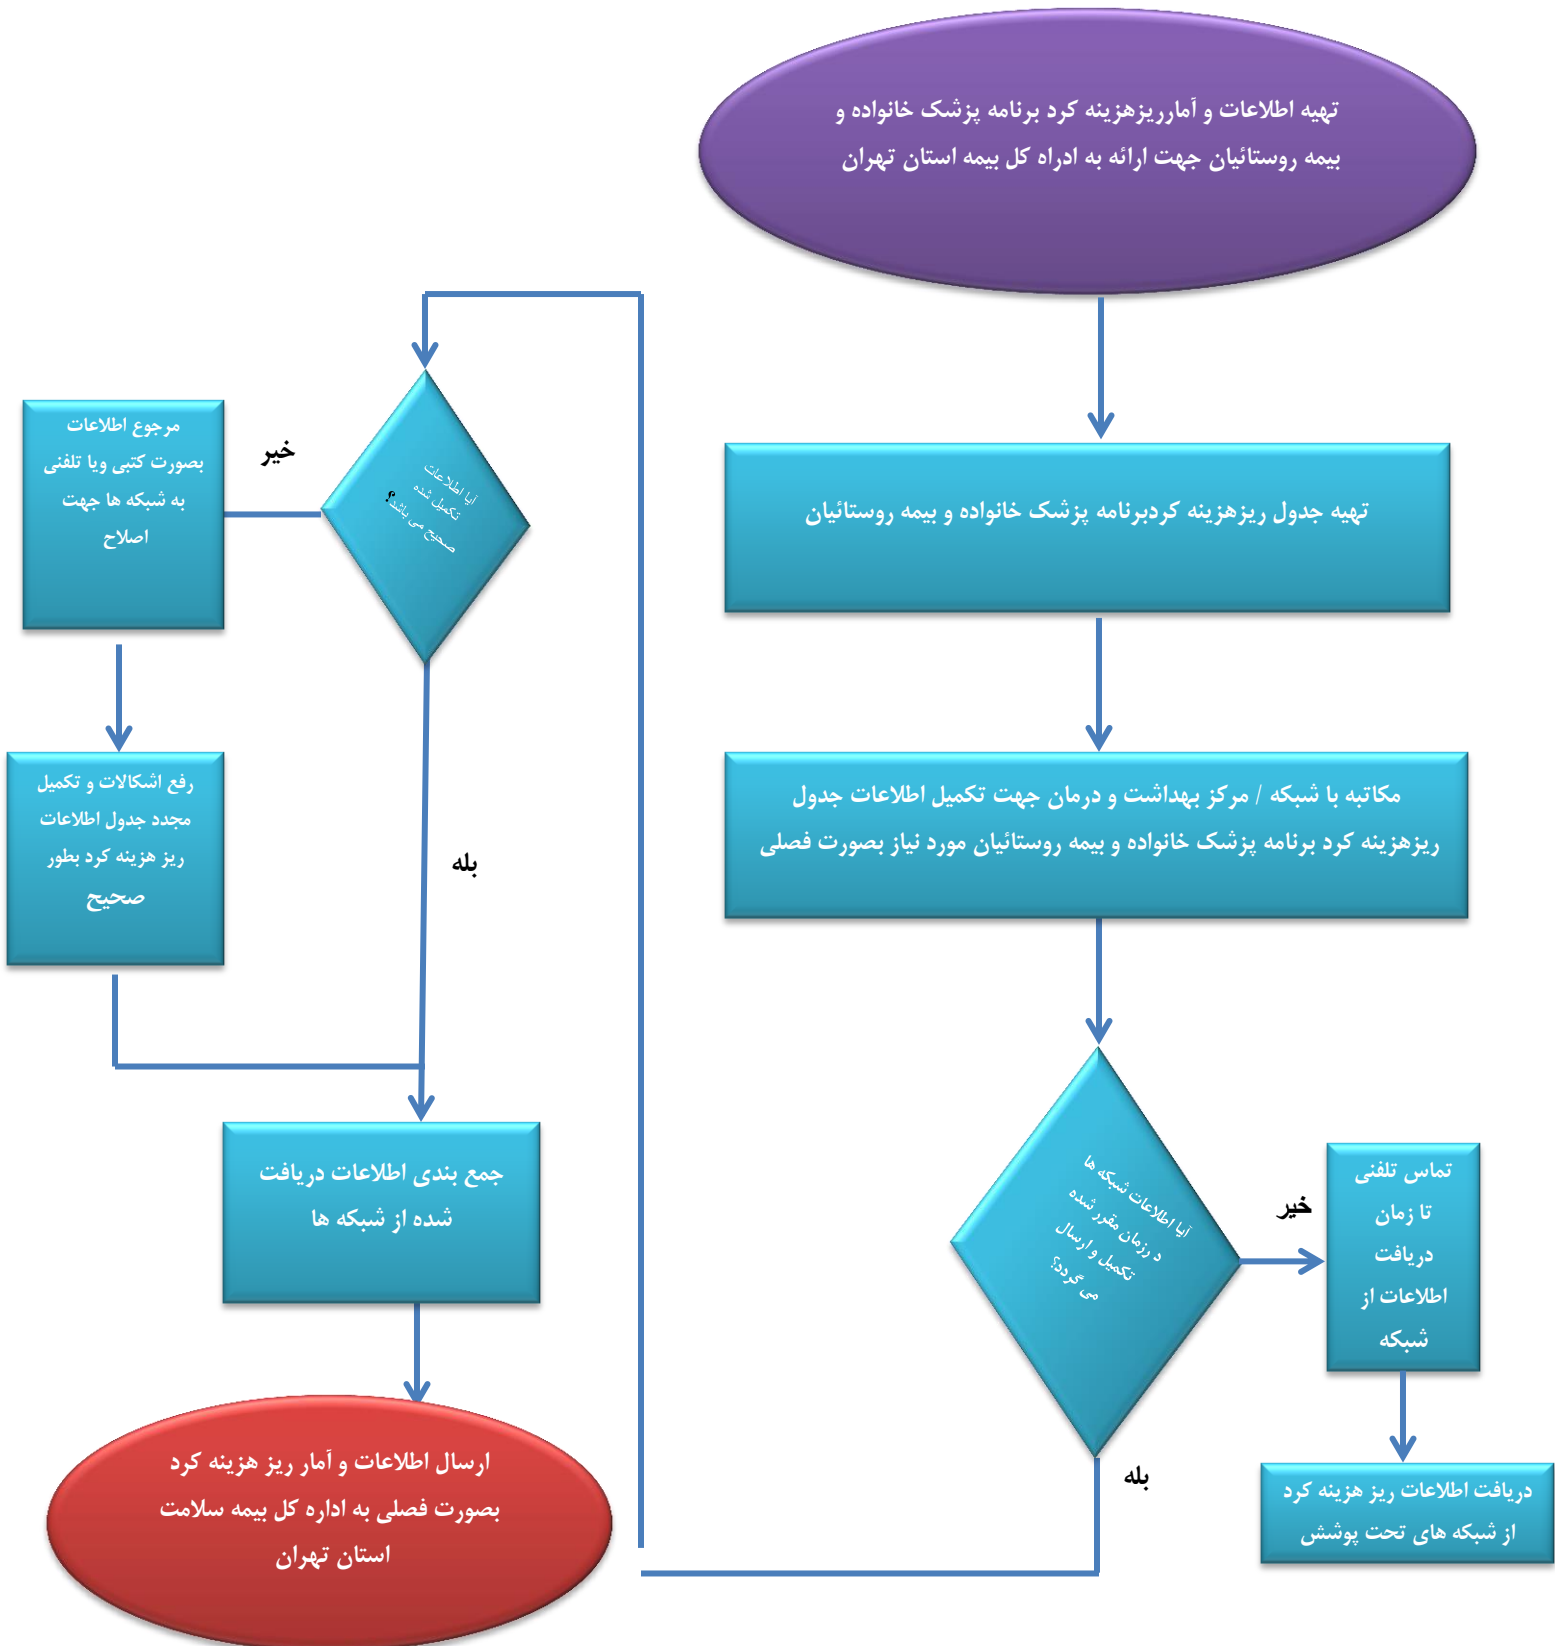 تهیه اطلاعات و آمارریزهزینه کرد برنامه پزشک خانواده و
بیمه روستائیان جهت ارائه به ادراه کل بیمه استان تهران
تهیه جدول ریزهزینه کردبرنامه پزشک خانواده و بیمه روستائیان
مکاتبه با شبکه / مرکز بهداشت و درمان جهت تکمیل اطلاعات جدول
ریزهزینه کرد برنامه پزشک خانواده و بیمه روستائیان مورد نیاز بصورت فصلی
آیا اطلاعات شبکه ها
د رزمان مقرر شده
تکمیل و ارسال
می گردد؟
خیر
تماس تلفنی
تا زمان
دریافت
اطلاعات از
شبکه
دریافت اطلاعات ریز هزینه کرد
از شبکه های تحت پوشش
بله
آیا اطلاعات
تکمیل شده
صحیح می باشد؟
خیر
مرجوع اطلاعات
بصورت کتبی ویا تلفنی
به شبکه ها جهت
اصلاح
رفع اشکالات و تکمیل
مجدد جدول اطلاعات
ریز هزینه کرد بطور
صحیح
بله
جمع بندی اطلاعات دریافت
شده از شبکه ها
ارسال اطلاعات و آمار ریز هزینه کرد
بصورت فصلی به اداره کل بیمه سلامت
استان تهران